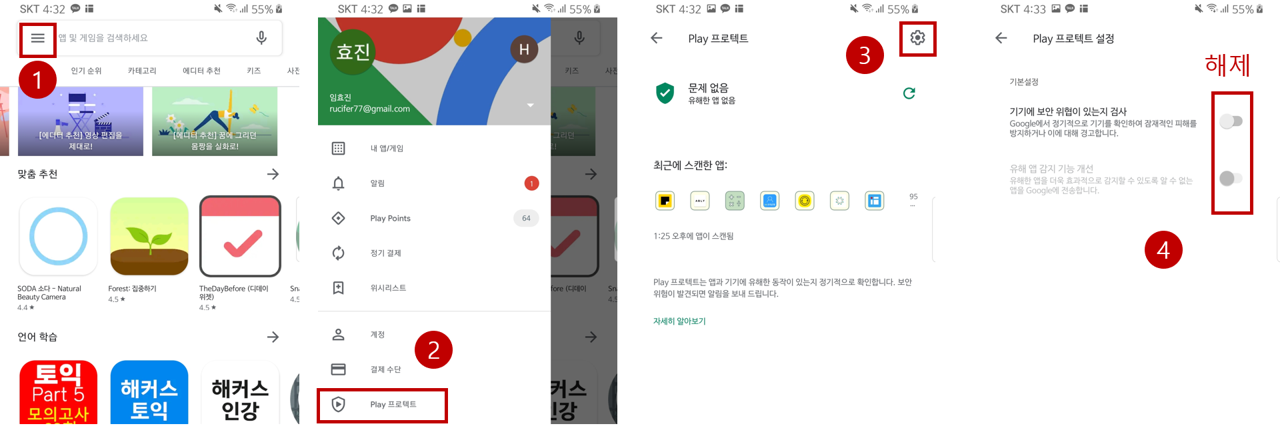 SKT 4:32
55%
앱 및 게임을 검색하세요
1
인기 순위
카테고리
에디터 추천
키즈
사진
[에디터 추천] 영상 편집을
제대로!
[에디터 추천] 꿈에 그리던
몸짱을 실화로!
맞춤 추천
SODA 소다 - Natural
Beauty Camera
4.4★
Forest: 집중하기
4.5★
TheDayBefore (디데이
위젯)
4.5★
언어 학습
토익
Part 5
모의고사
해커스
토익
해커스
인강
SKT 4:32
55%
효진
H
임효진
rucifer77@gmail.com
키즈
내 앱/게임
알림
1
Play Points
64
정기 결제
위시리스트
fore (디데이
계정
2
결제 수단
Play 프로텍트
SKT 4:32
55%
Play 프로텍트
3
문제 없음
유해한 앱 없음
최근에 스캔한 앱:
95
1:25 오후에 앱이 스캔됨
Play 프로텍트는 앱과 기기에 유해한 동작이 있는지 정기적으로 확인합니다. 보안
위험이 발견되면 알림을 보내 드립니다.
자세히 알아보기
SKT 4:33
55%
Play 프로텍트 설정
해제
기본설정
기기에 보안 위협이 있는지 검사
Google에서 정기적으로 기기를 확인하여 잠재적인 피해를
방지하거나 이에 대해 경고합니다.
유해 앱 감지 기능 개선
유해한 앱을 더욱 효과적으로 감지할 수 있도록 알 수 없는
앱을 Google에 전송합니다.
4